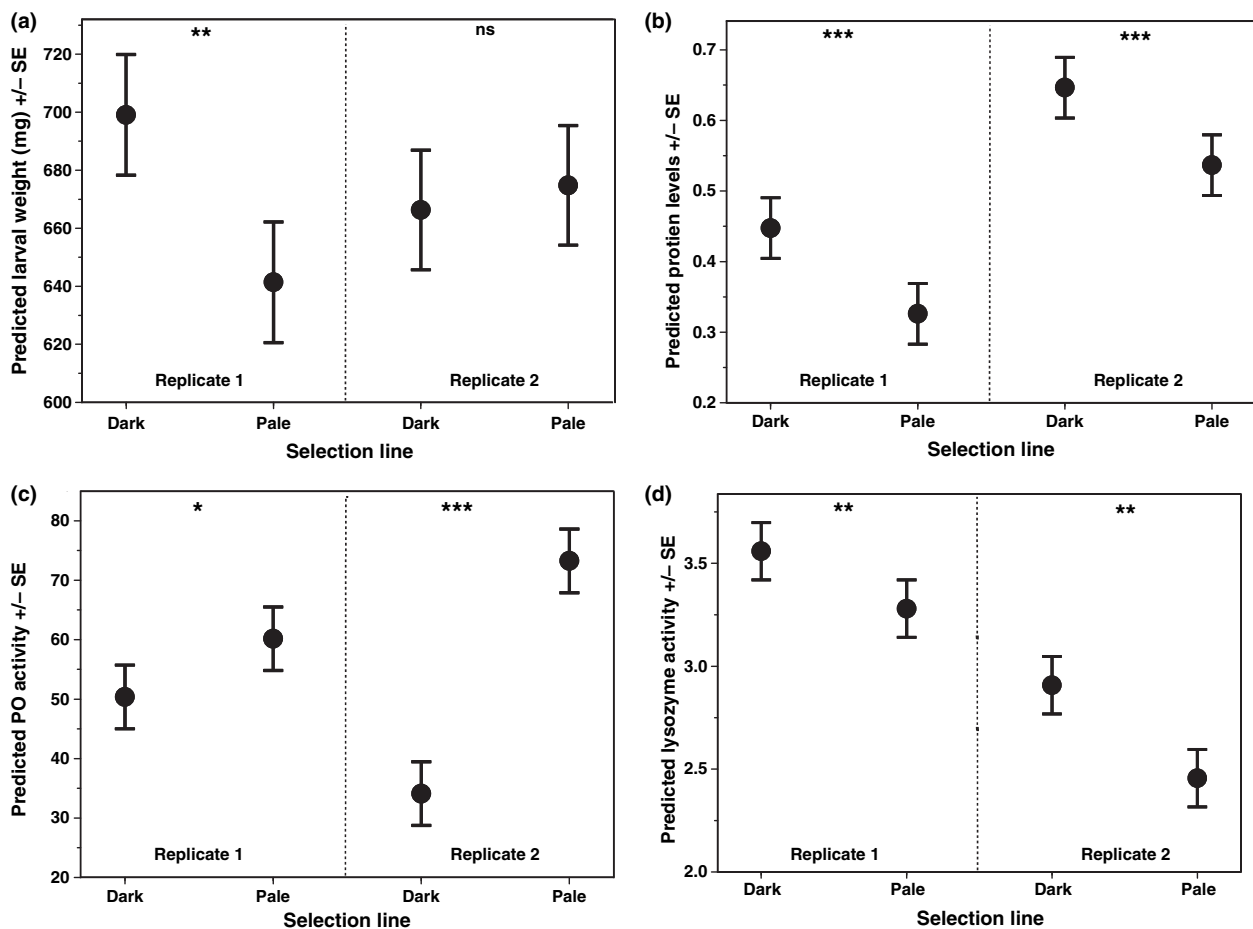 (a)
Predicted larval weight (mg) +/– SE
720
700
680
660
640
620
600
**
ns
Replicate 1
Replicate 2
Dark
Pale
Dark
Pale
Selection line
(b)
Predicted protien levels +/– SE
0.7
0.6
0.5
0.4
0.3
0.2
***
***
Replicate 1
Replicate 2
Dark
Pale
Dark
Pale
Selection line
(c)
Predicted PO activity +/– SE
80
70
60
50
40
30
20
*
***
Replicate 1
Replicate 2
Dark
Pale
Dark
Pale
Selection line
(d)
Predicted lysozyme activity +/– SE
3.5
3.0
2.5
2.0
**
**
Replicate 1
Replicate 2
Dark
Pale
Dark
Pale
Selection line